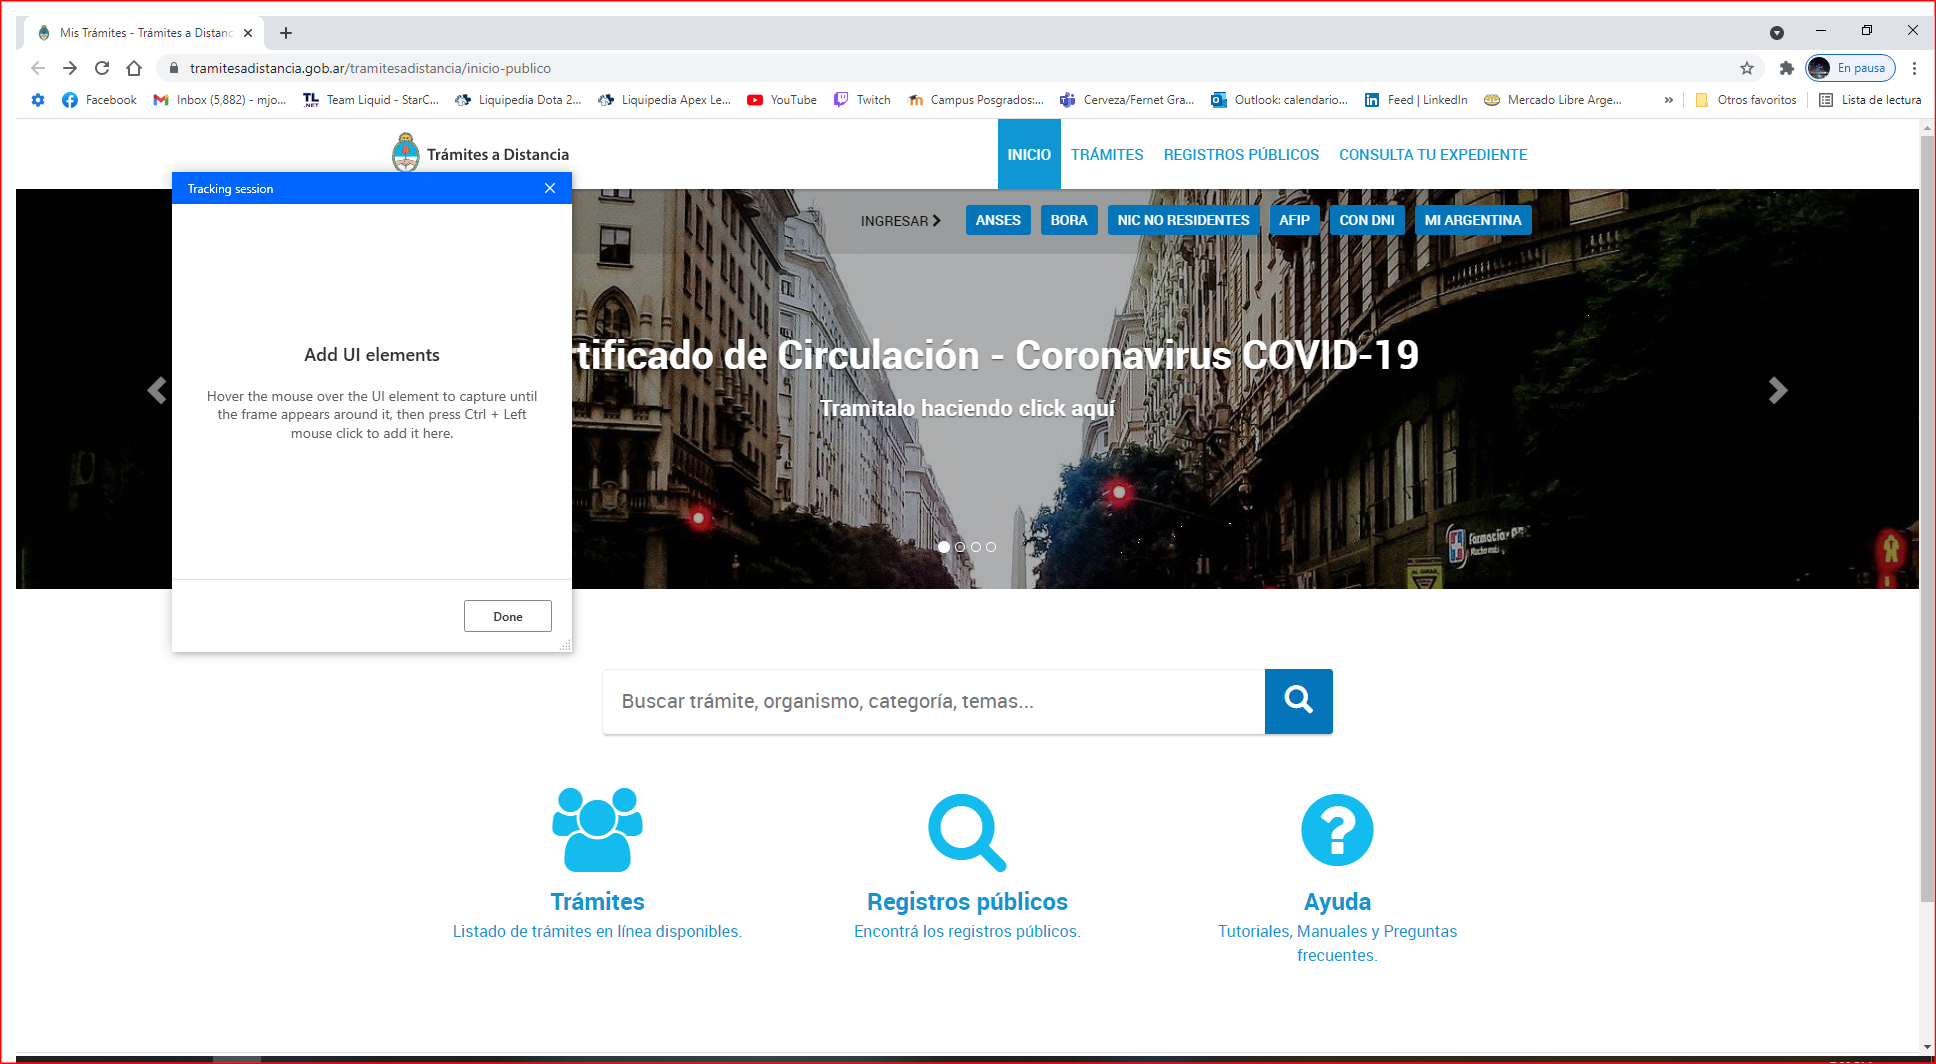 Mis Trámites - Trámites a Distanc
tramitesadistancia.gob.ar/tramitesadistancia/inicio-publico
En pausa
Facebook
Inbox (5,882) - mjo...
TL
.NET
Team Liquid - StarC...
Liquipedia Dota 2...
Liquipedia Apex Le...
YouTube
Twitch
Campus Posgrados:...
Cerveza/Fernet Gra...
Outlook: calendario...
Feed | LinkedIn
Mercado Libre Arge...
»
Otros favoritos
Lista de lectura
Trámites a Distancia
INICIO
TRÁMITES
REGISTROS PÚBLICOS
CONSULTA TU EXPEDIENTE
Tracking session
INGRESAR
ANSES
BORA
NIC NO RESIDENTES
AFIP
CON DNI
MI ARGENTINA
Add UI elements
Hover the mouse over the UI element to capture until
the frame appears around it, then press Ctrl + Left
mouse click to add it here.
Done
rtificado de Circulación - Coronavirus COVID-19
Tramitalo haciendo click aquí
Buscar trámite, organismo, categoría, temas...
Trámites
Listado de trámites en línea disponibles.
Registros públicos
Encontrá los registros públicos.
Ayuda
Tutoriales, Manuales y Preguntas
frecuentes.